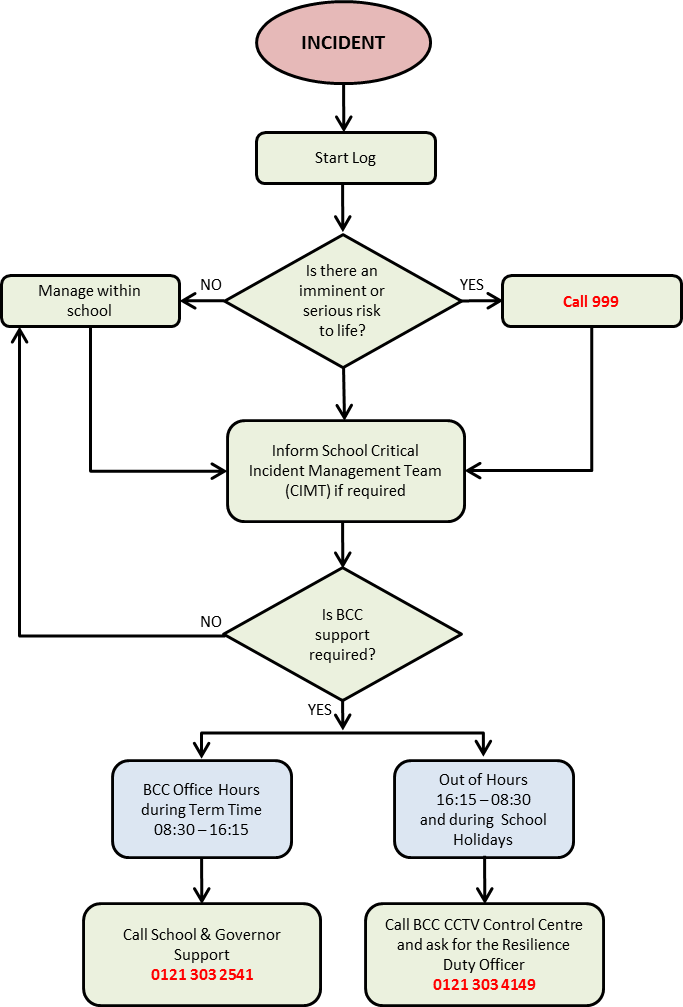 INCIDENT
Start Log
Is there an
imminent or
serious risk
to life?
NO
YES
Manage within
school
Call 999
Inform School Critical
Incident Management Team
(CIMT) if required
Is BCC
support
required?
NO
YES
BCC Office Hours
during Term Time
08:30 – 16:15
Out of Hours
16:15 – 08:30
and during School
Holidays
Call School & Governor
Support
0121 303 2541
Call BCC CCTV Control Centre
and ask for the Resilience
Duty Officer
0121 303 4149